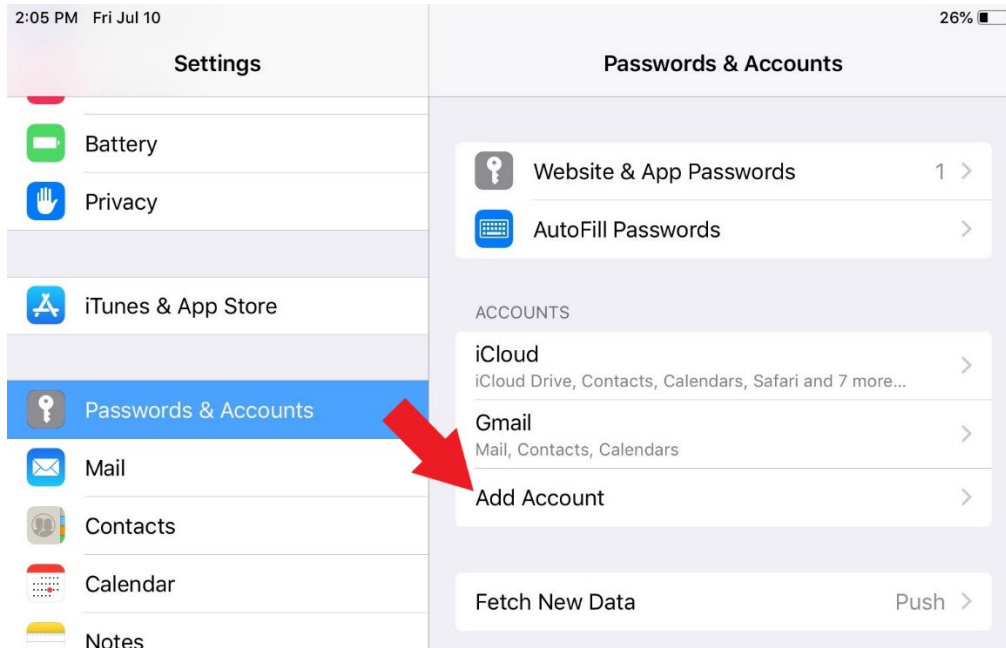 2:05 PM Fri Jul 10
26%
Settings
Battery
Privacy
iTunes & App Store
Passwords & Accounts
Mail
Contacts
Calendar
Notes
Passwords & Accounts
Website & App Passwords 1
AutoFill Passwords
ACCOUNTS
iCloud
iCloud Drive, Contacts, Calendars, Safari and 7 more...
Gmail
Mail, Contacts, Calendars
Add Account
Fetch New Data Push